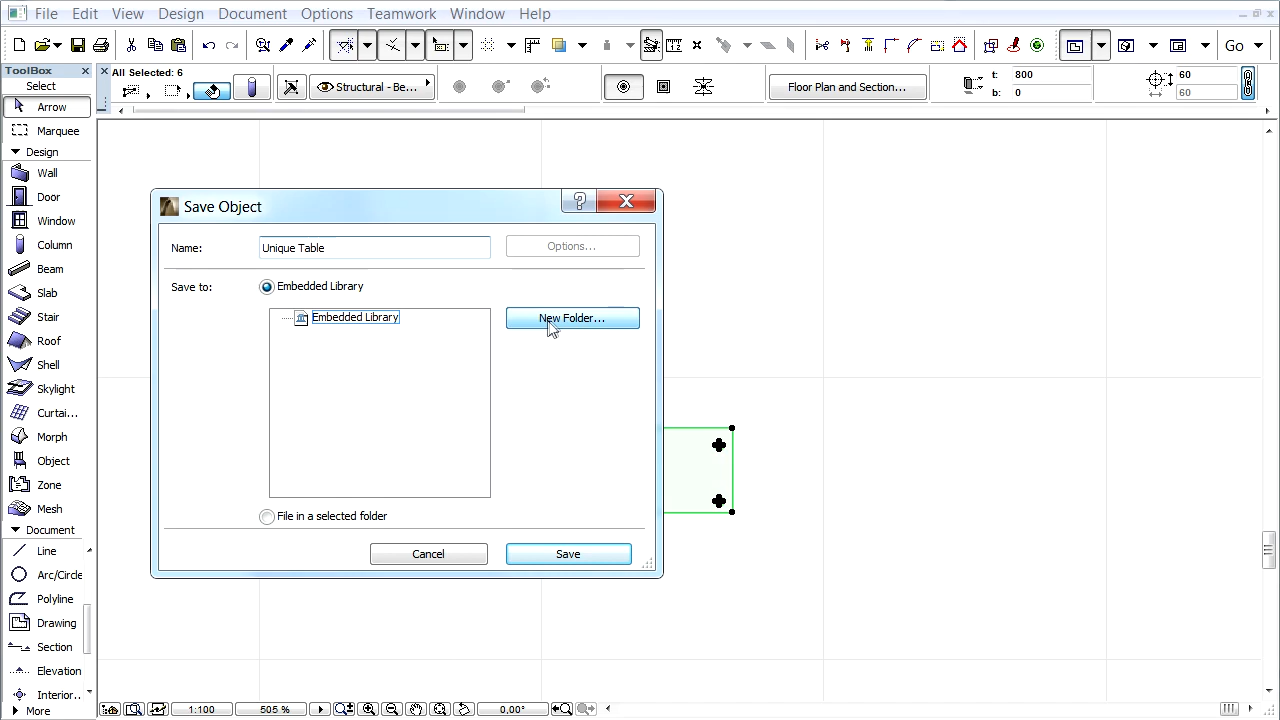 File Edit View Design Document Options Teamwork Window Help
Go
ToolBox
All Selected: 6
Select
Structural - Be...
Floor Plan and Section...
t: 800
b: 0
60
60
Arrow
Marquee
Design
Wall
Door
Window
Column
Beam
Slab
Stair
Roof
Shell
Skylight
Curtai...
Morph
Object
Zone
Mesh
Document
Line
Arc/Circle
Polyline
Drawing
Section
Elevation
Interior..
More
Save Object
Name: Unique Table Options...
Save to: Embedded Library
Embedded Library New Folder...
File in a selected folder
Cancel Save
1:100 505 % 0,00°